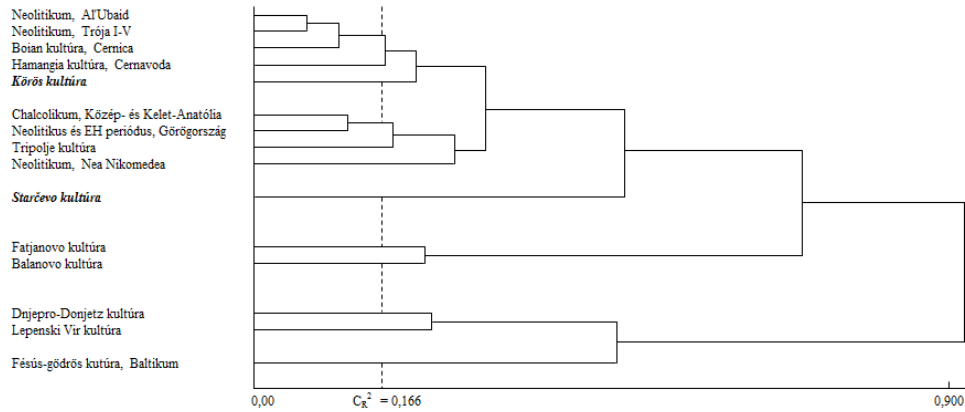 Neolitikum, Al'Ubaid
Neolitikum, Trója I-V
Boian kultúra, Cernica
Hamangia kultúra, Cernavoda
Körös kultúra
Chalcolikum, Közép- és Kelet-Anatólia
Neolitikus és EH periódus, Görögország
Tripolje kultúra
Neolitikum, Nea Nikomedea
Starčevo kultúra
Fatjanovo kultúra
Balanovo kultúra
Dnjepro-Donjetz kultúra
Lepenski Vir kultúra
Fésús-gödrös kutúra, Baltikum
0,00 C_R² = 0,166 0,900